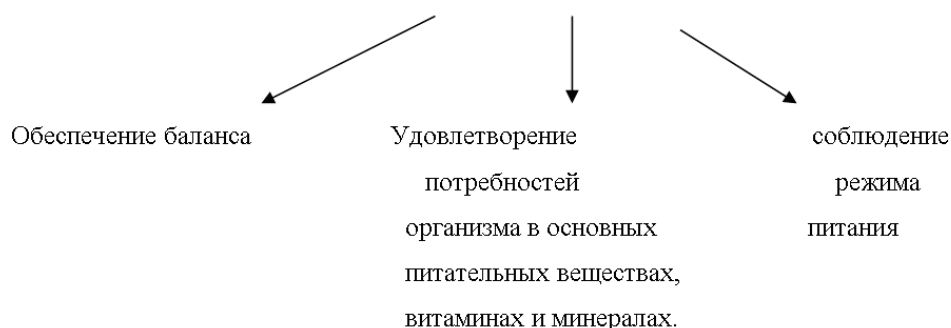 Обеспечение баланса
Удовлетворение
потребностей
организма в основных
питательных веществах,
витаминах и минералах.
соблюдение
режима
питания